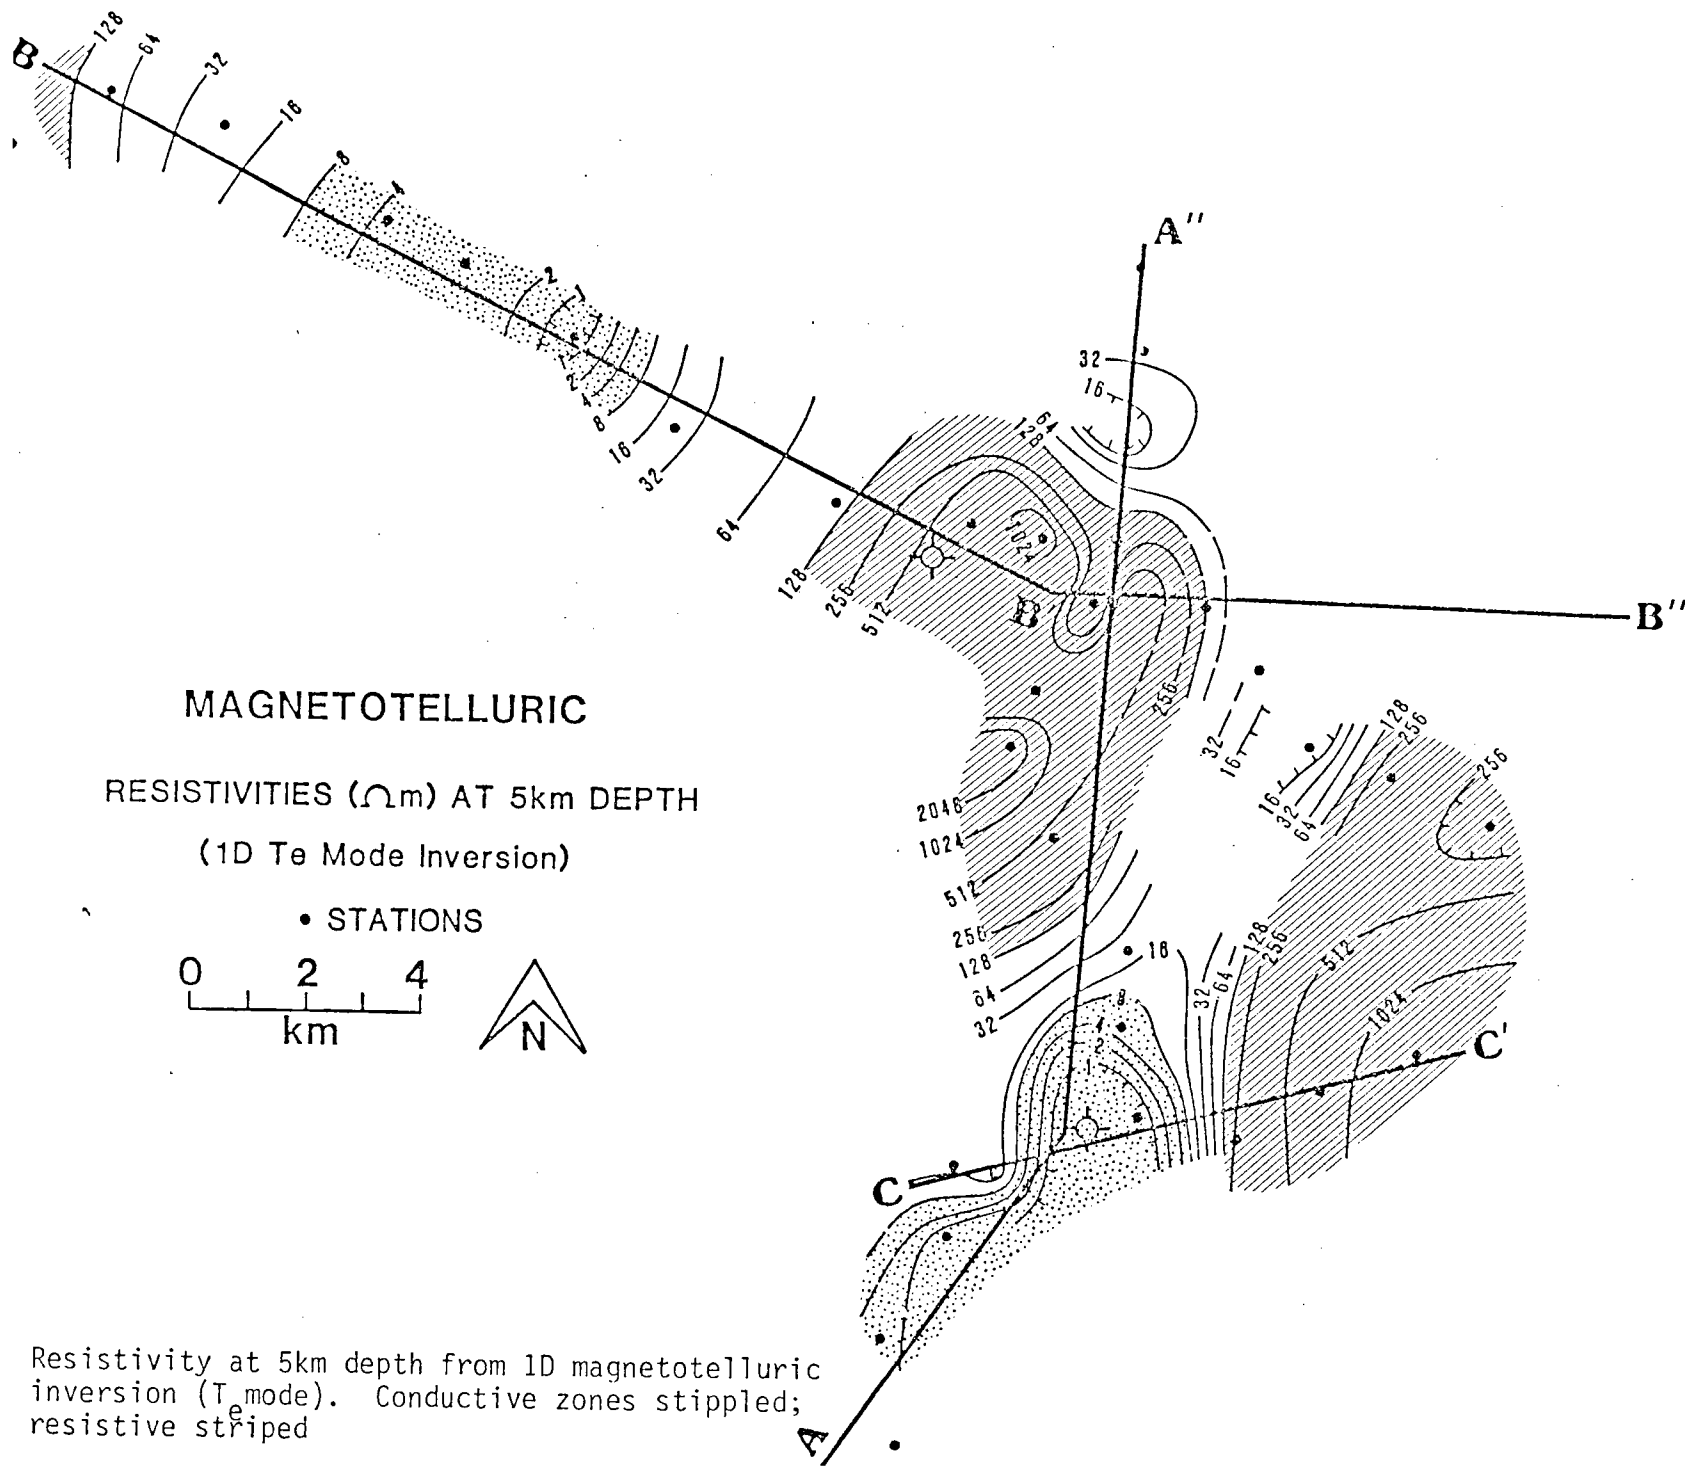 B
128
64
32
16
8
4
2
1
A''
32
16
64
128
1
2
4
8
16
32
64
1024
128
256
512
B'
B''
256
32
16
128
256
256
16
32
64
MAGNETOTELLURIC
RESISTIVITIES (Ωm) AT 5km DEPTH
(1D Te Mode Inversion)
• STATIONS
0 2 4
km
N
2046
1024
512
256
128
64
32
16
8
4
2
1
32
64
128
256
512
1024
C'
C
A
Resistivity at 5km depth from 1D magnetotelluric
inversion (Te mode). Conductive zones stippled;
resistive striped